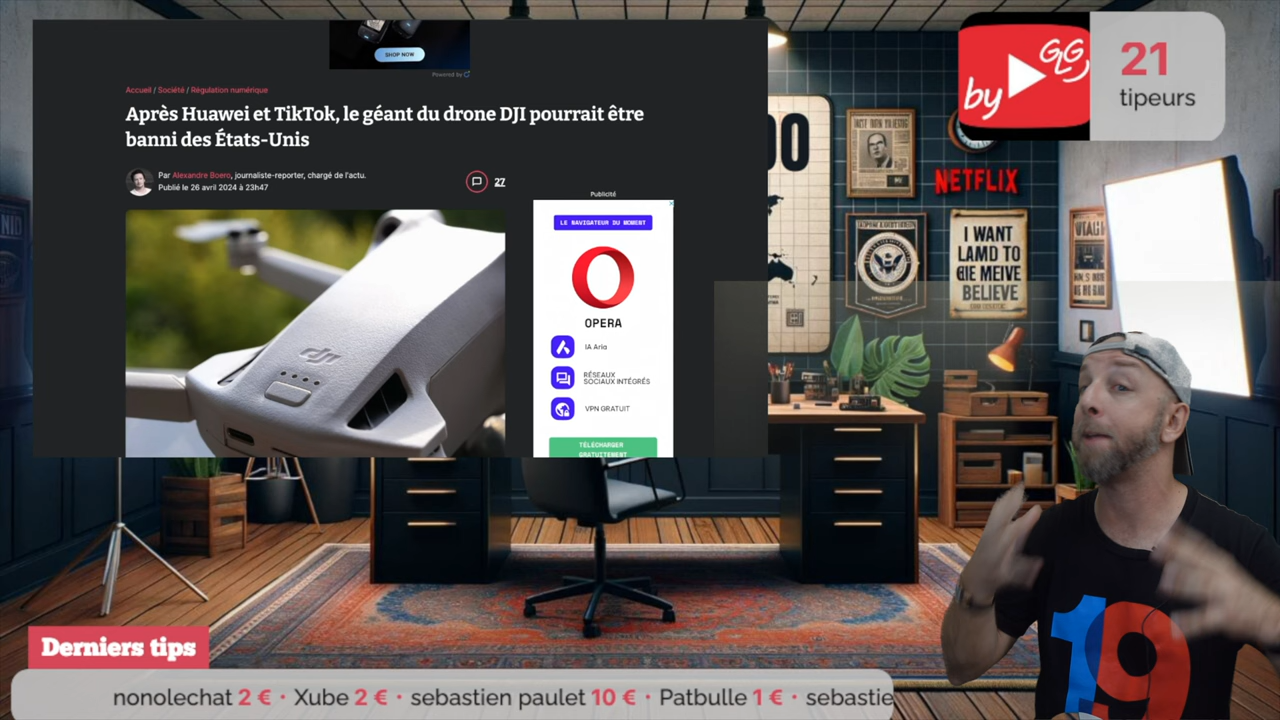 SHOP NOW
Powered by
Accueil / Société / Régulation numérique
Après Huawei et TikTok, le géant du drone DJI pourrait être
banni des États-Unis
Par Alexandre Boero, journaliste-reporter, chargé de l'actu.
Publié le 26 avril 2024 à 23h47
27
Publicité
LE NAVIGATEUR DU MOMENT
OPERA
IA Aria
RÉSEAUX
SOCIAUX INTÉGRÉS
VPN GRATUIT
TÉLÉCHARGER
GRATUITEMENT
dji
by GLG
21
tipeurs
NETFLIX
I WANT
LAMD TO
GIE MEIVE
BELIEVE
19
Derniers tips
nonolechat 2 € · Xube 2 € · sebastien paulet 10 € · Patbulle 1 € · sebastie